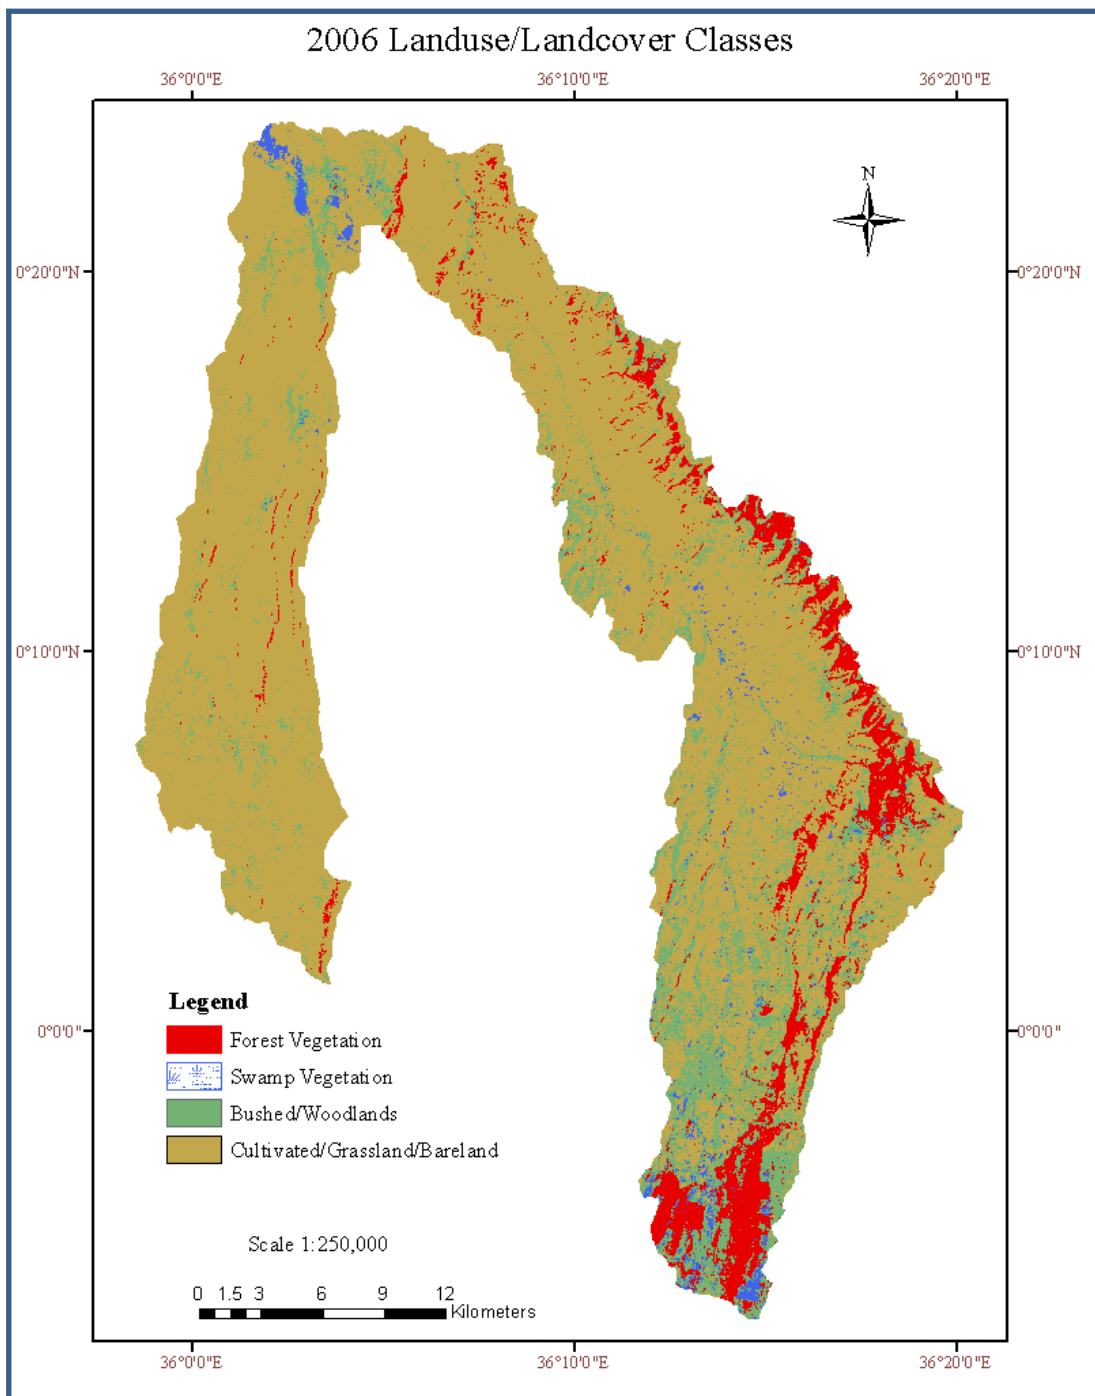 2006 Landuse/Landcover Classes
36°0'0"E 36°10'0"E 36°20'0"E
N
0°20'0"N 0°20'0"N
0°10'0"N 0°10'0"N
Legend
0°0'0" 0°0'0"
Forest Vegetation
Swamp Vegetation
Bushed/Woodlands
Cultivated/Grassland/Bareland
Scale 1:250,000
0 1.5 3 6 9 12
Kilometers
36°0'0"E 36°10'0"E 36°20'0"E